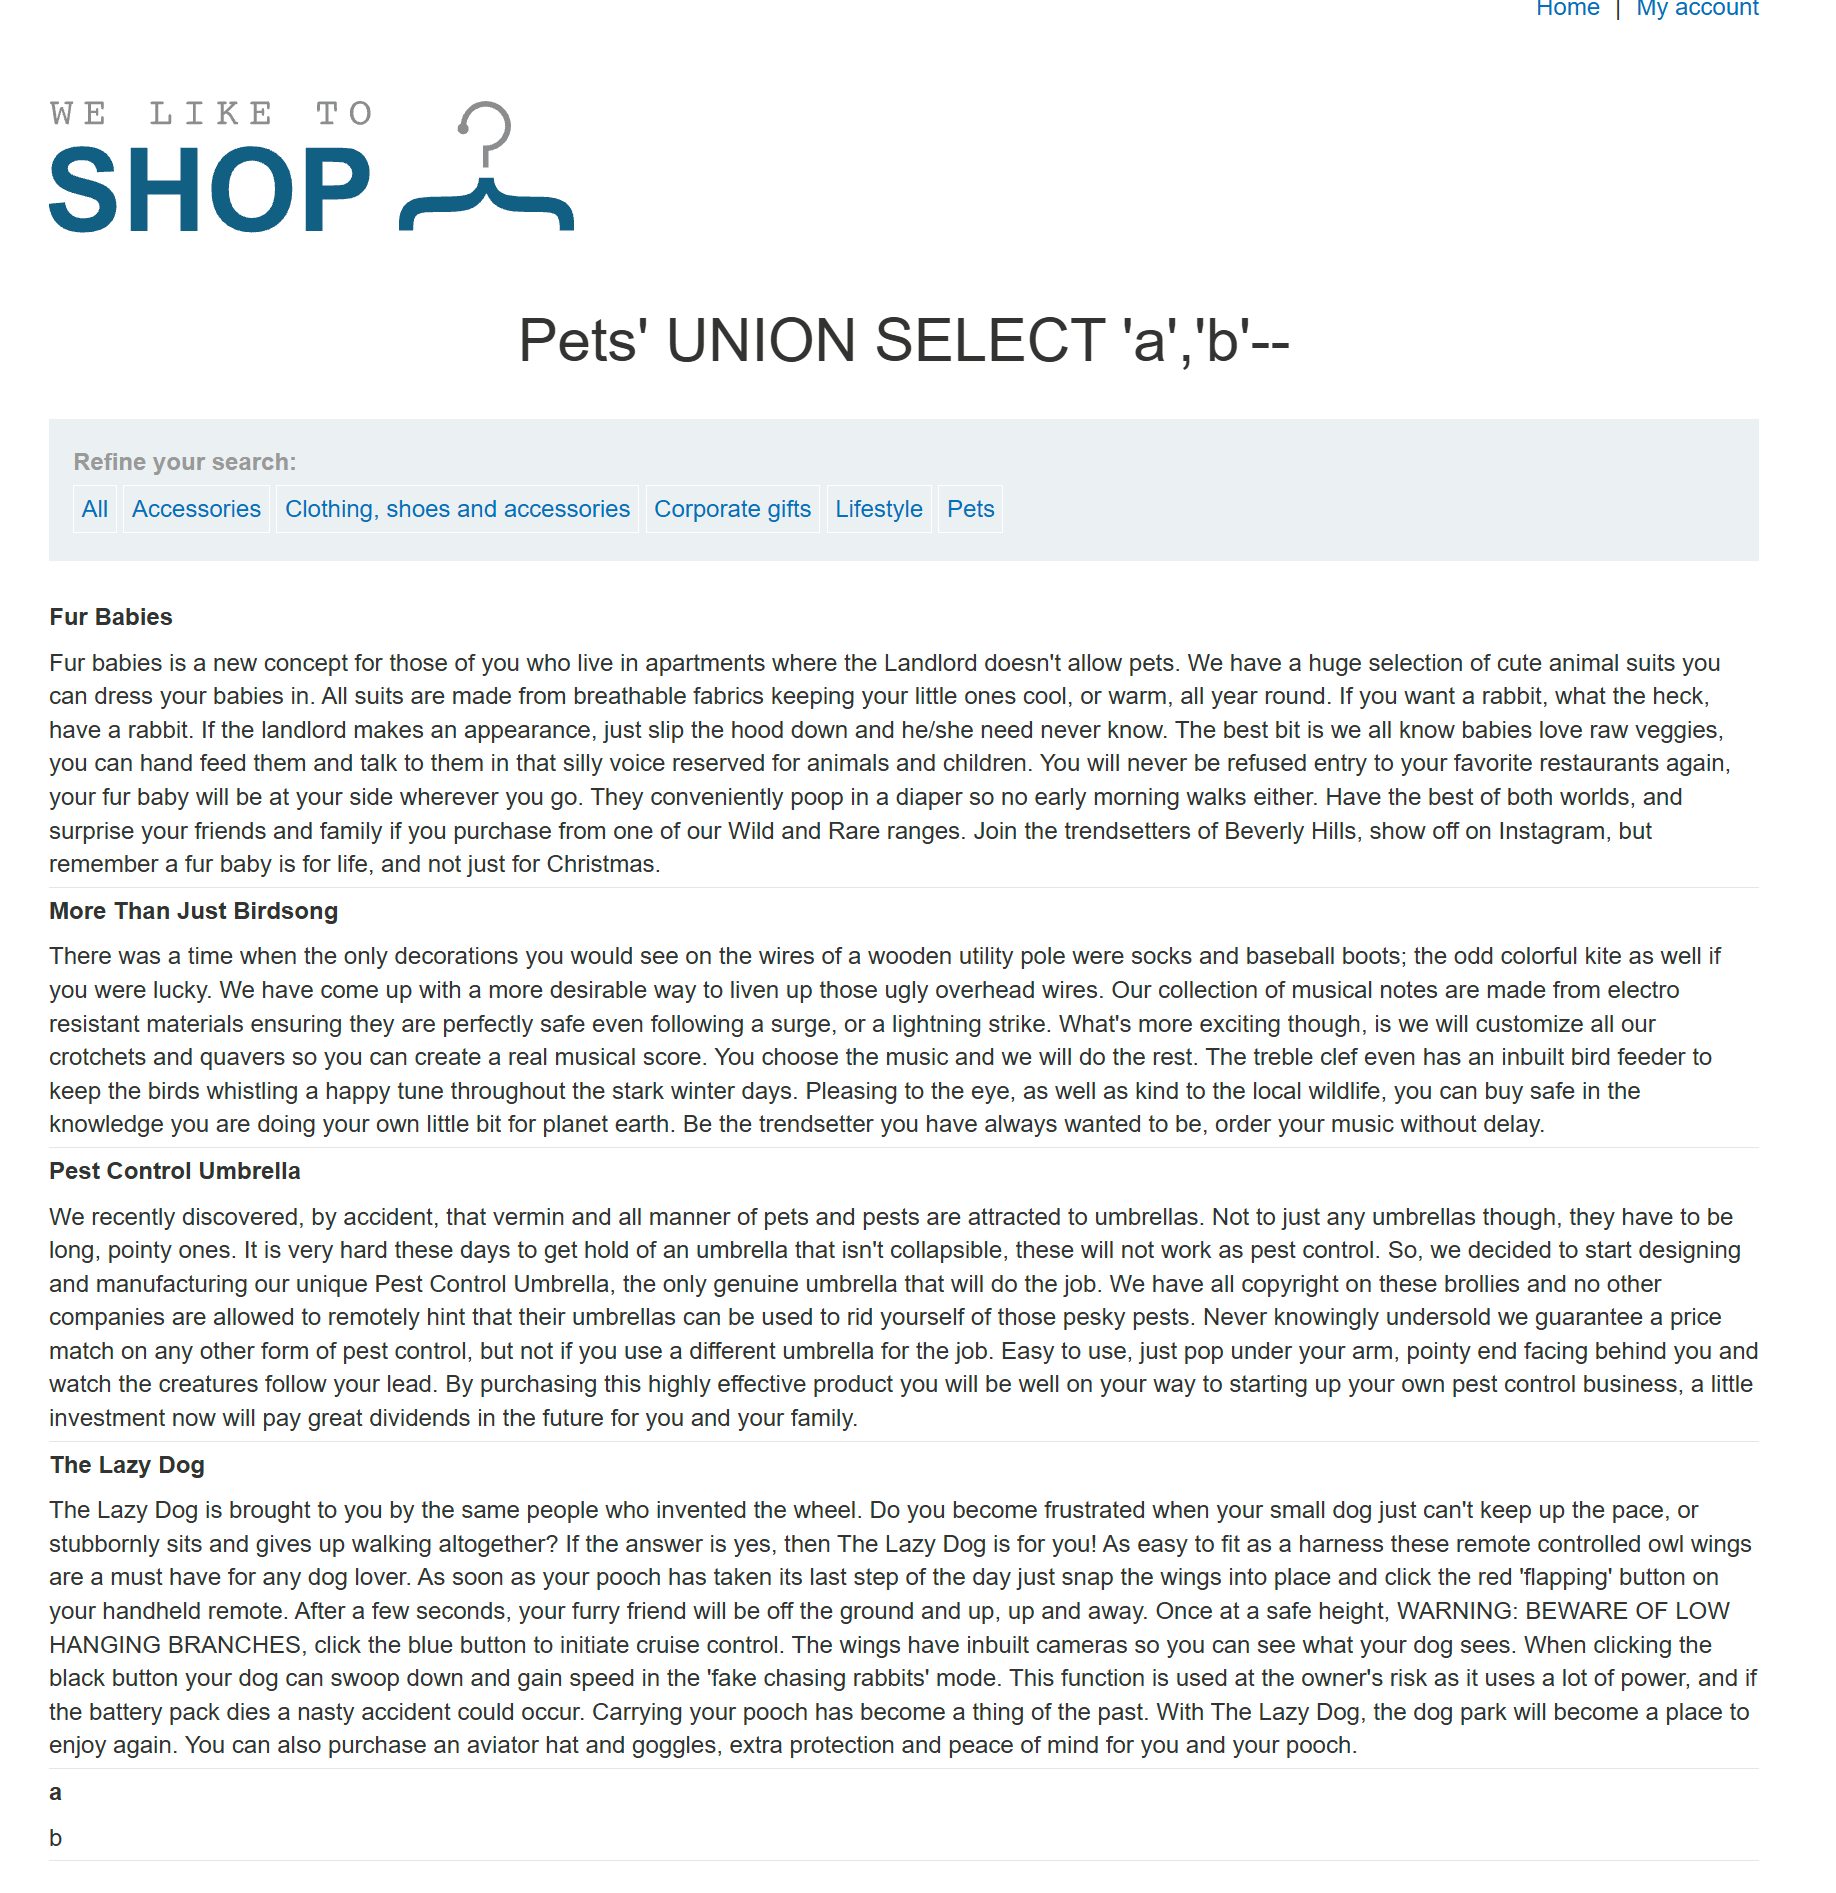 Home | My account
WE LIKE TO
SHOP
Pets' UNION SELECT 'a','b'--
Refine your search:
All Accessories Clothing, shoes and accessories Corporate gifts Lifestyle Pets
Fur Babies
Fur babies is a new concept for those of you who live in apartments where the Landlord doesn't allow pets. We have a huge selection of cute animal suits you
can dress your babies in. All suits are made from breathable fabrics keeping your little ones cool, or warm, all year round. If you want a rabbit, what the heck,
have a rabbit. If the landlord makes an appearance, just slip the hood down and he/she need never know. The best bit is we all know babies love raw veggies,
you can hand feed them and talk to them in that silly voice reserved for animals and children. You will never be refused entry to your favorite restaurants again,
your fur baby will be at your side wherever you go. They conveniently poop in a diaper so no early morning walks either. Have the best of both worlds, and
surprise your friends and family if you purchase from one of our Wild and Rare ranges. Join the trendsetters of Beverly Hills, show off on Instagram, but
remember a fur baby is for life, and not just for Christmas.
More Than Just Birdsong
There was a time when the only decorations you would see on the wires of a wooden utility pole were socks and baseball boots; the odd colorful kite as well if
you were lucky. We have come up with a more desirable way to liven up those ugly overhead wires. Our collection of musical notes are made from electro
resistant materials ensuring they are perfectly safe even following a surge, or a lightning strike. What's more exciting though, is we will customize all our
crotchets and quavers so you can create a real musical score. You choose the music and we will do the rest. The treble clef even has an inbuilt bird feeder to
keep the birds whistling a happy tune throughout the stark winter days. Pleasing to the eye, as well as kind to the local wildlife, you can buy safe in the
knowledge you are doing your own little bit for planet earth. Be the trendsetter you have always wanted to be, order your music without delay.
Pest Control Umbrella
We recently discovered, by accident, that vermin and all manner of pets and pests are attracted to umbrellas. Not to just any umbrellas though, they have to be
long, pointy ones. It is very hard these days to get hold of an umbrella that isn't collapsible, these will not work as pest control. So, we decided to start designing
and manufacturing our unique Pest Control Umbrella, the only genuine umbrella that will do the job. We have all copyright on these brollies and no other
companies are allowed to remotely hint that their umbrellas can be used to rid yourself of those pesky pests. Never knowingly undersold we guarantee a price
match on any other form of pest control, but not if you use a different umbrella for the job. Easy to use, just pop under your arm, pointy end facing behind you and
watch the creatures follow your lead. By purchasing this highly effective product you will be well on your way to starting up your own pest control business, a little
investment now will pay great dividends in the future for you and your family.
The Lazy Dog
The Lazy Dog is brought to you by the same people who invented the wheel. Do you become frustrated when your small dog just can't keep up the pace, or
stubbornly sits and gives up walking altogether? If the answer is yes, then The Lazy Dog is for you! As easy to fit as a harness these remote controlled owl wings
are a must have for any dog lover. As soon as your pooch has taken its last step of the day just snap the wings into place and click the red 'flapping' button on
your handheld remote. After a few seconds, your furry friend will be off the ground and up, up and away. Once at a safe height, WARNING: BEWARE OF LOW
HANGING BRANCHES, click the blue button to initiate cruise control. The wings have inbuilt cameras so you can see what your dog sees. When clicking the
black button your dog can swoop down and gain speed in the 'fake chasing rabbits' mode. This function is used at the owner's risk as it uses a lot of power, and if
the battery pack dies a nasty accident could occur. Carrying your pooch has become a thing of the past. With The Lazy Dog, the dog park will become a place to
enjoy again. You can also purchase an aviator hat and goggles, extra protection and peace of mind for you and your pooch.
a
b